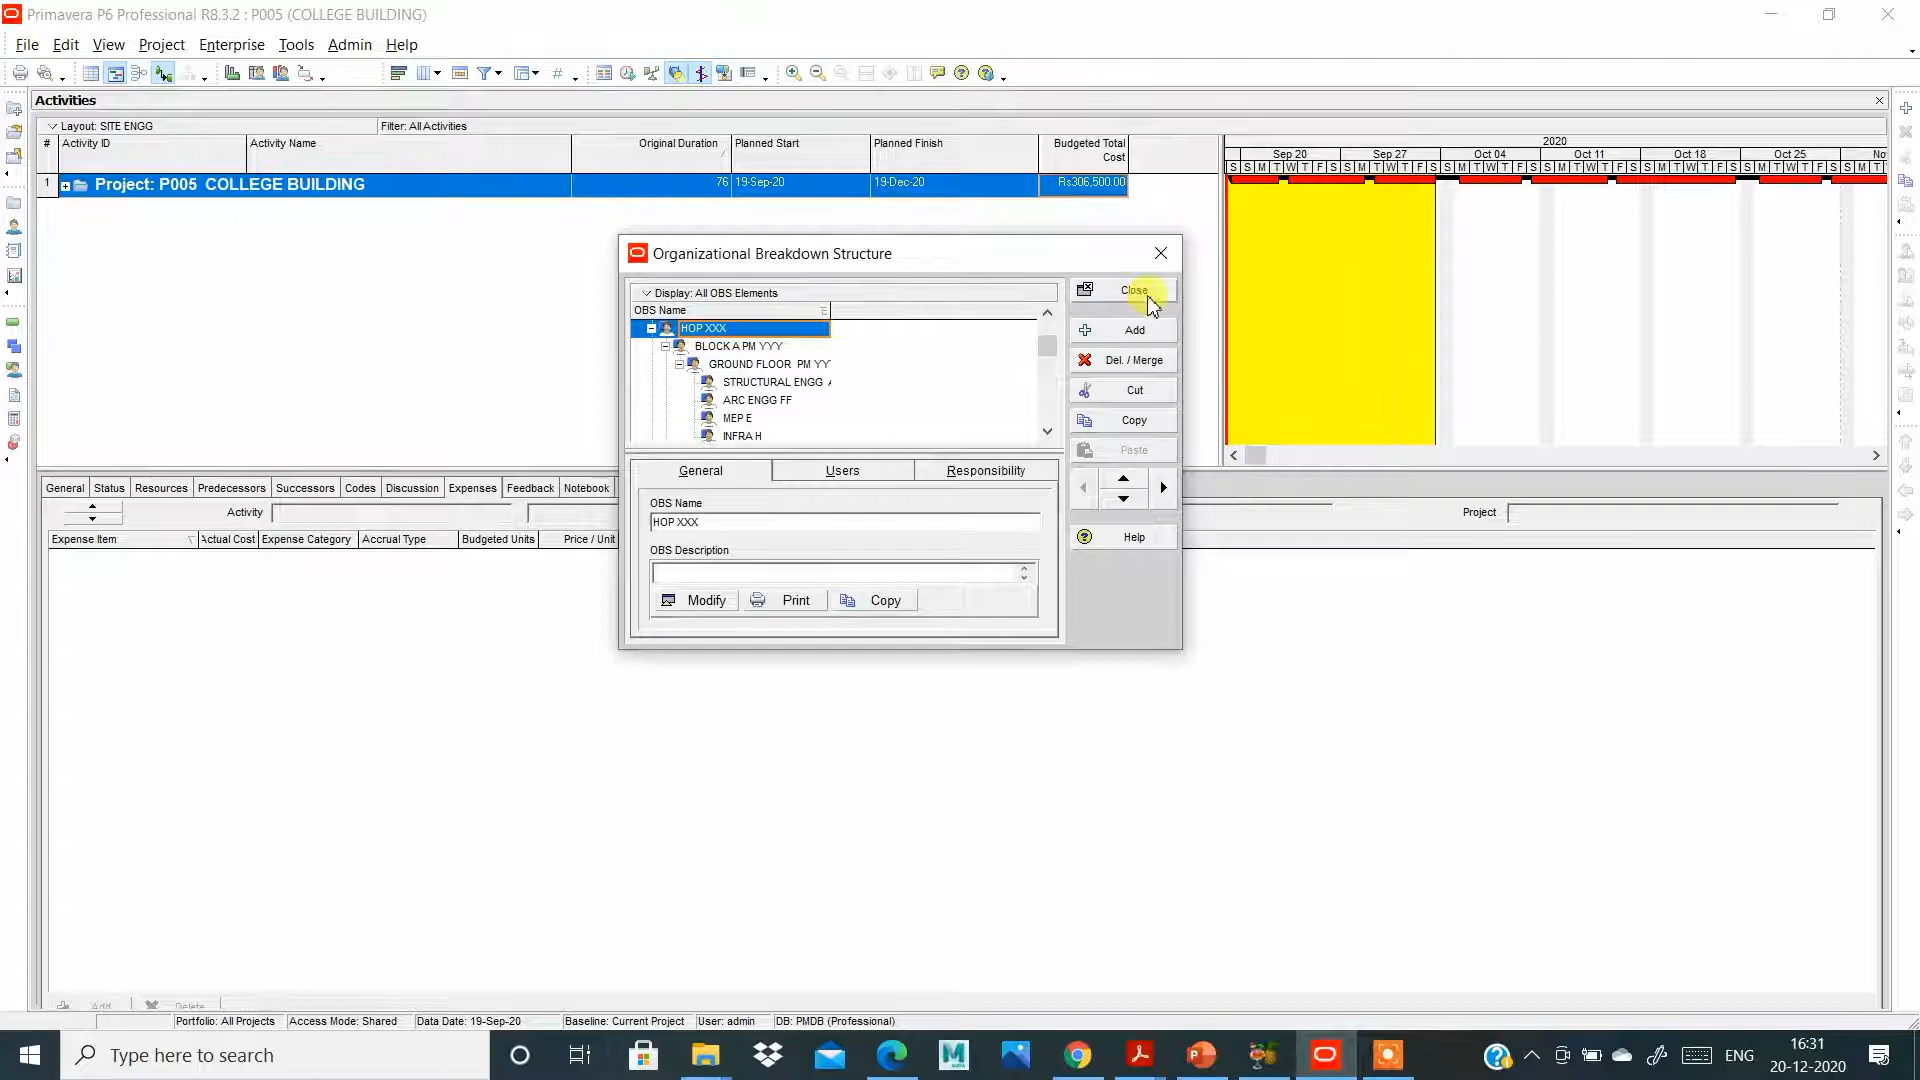 Primavera P6 Professional R8.3.2 : P005 (COLLEGE BUILDING)
File Edit View Project Enterprise Tools Admin Help
Activities
Layout: SITE ENGG Filter: All Activities
# Activity ID Activity Name Original Duration Planned Start Planned Finish Budgeted Total Cost
2020
Sep 20 Sep 27 Oct 04 Oct 11 Oct 18 Oct 25 No
S S M T W T F S S M T W T F S S M T W T F S S M T W T F S S M T W T F S S M T W T F S S M T
1 Project: P005 COLLEGE BUILDING 76 19-Sep-20 19-Dec-20 Rs306,500.00
Organizational Breakdown Structure
Display: All OBS Elements
OBS Name
HOP XXX
BLOCK A PM YYY
GROUND FLOOR PM YY
STRUCTURAL ENGG
ARC ENGG FF
MEP E
INFRA H
Close
Add
Del. / Merge
Cut
Copy
Paste
Help
General Users Responsibility
OBS Name
HOP XXX
OBS Description
Modify Print Copy
General Status Resources Predecessors Successors Codes Discussion Expenses Feedback Notebook
Activity Project
Expense Item Actual Cost Expense Category Accrual Type Budgeted Units Price / Unit
Add Delete
Portfolio: All Projects Access Mode: Shared Data Date: 19-Sep-20 Baseline: Current Project User: admin DB: PMDB (Professional)
Type here to search
ENG
16:31
20-12-2020